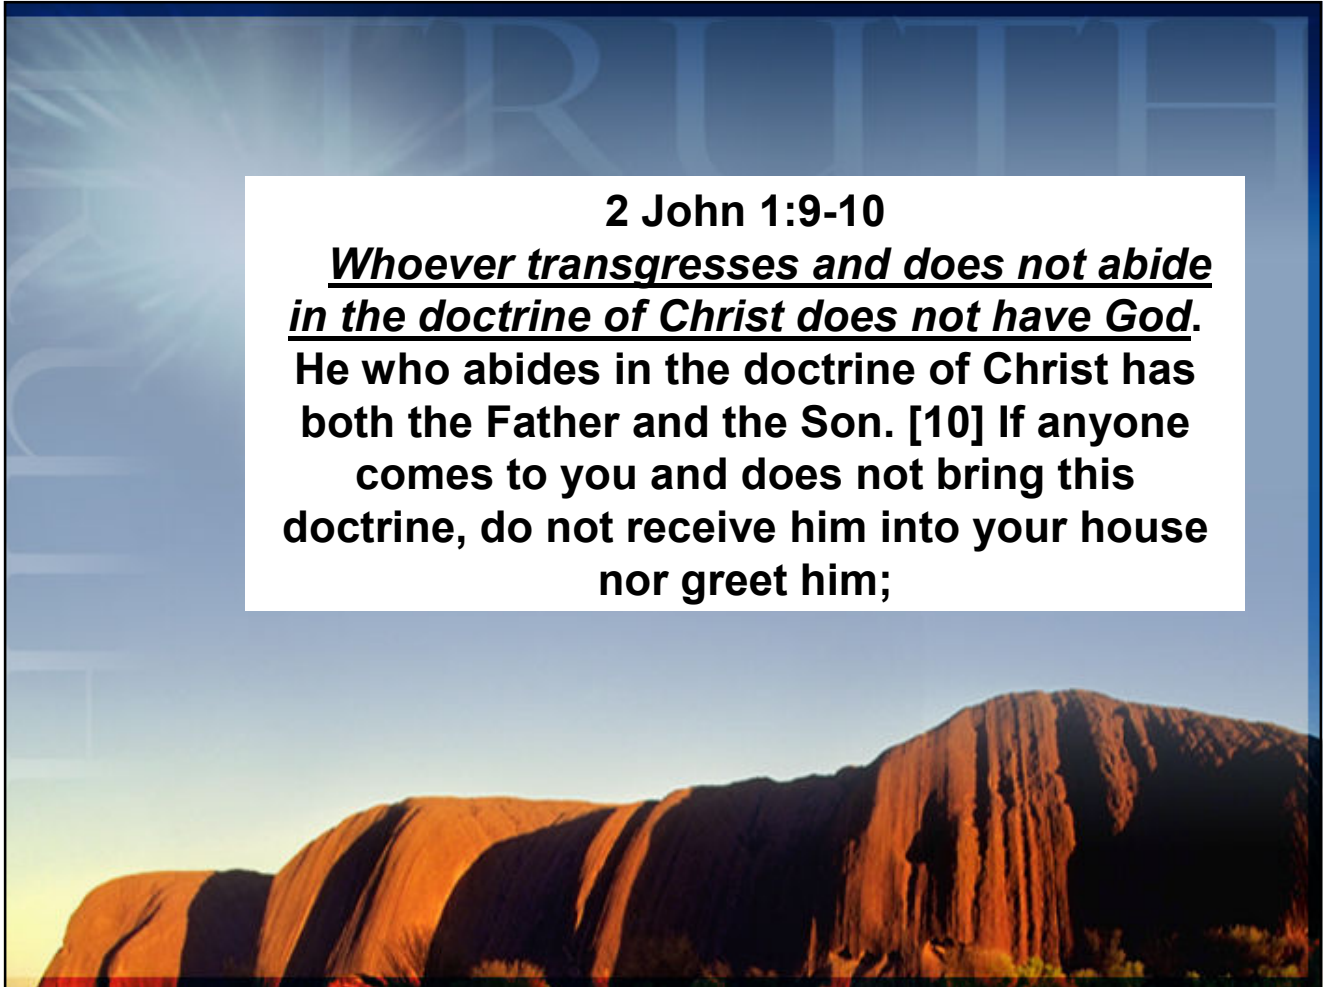 TRUTH
2 John 1:9-10
Whoever transgresses and does not abide
in the doctrine of Christ does not have God.
He who abides in the doctrine of Christ has
both the Father and the Son. [10] If anyone
comes to you and does not bring this
doctrine, do not receive him into your house
nor greet him;